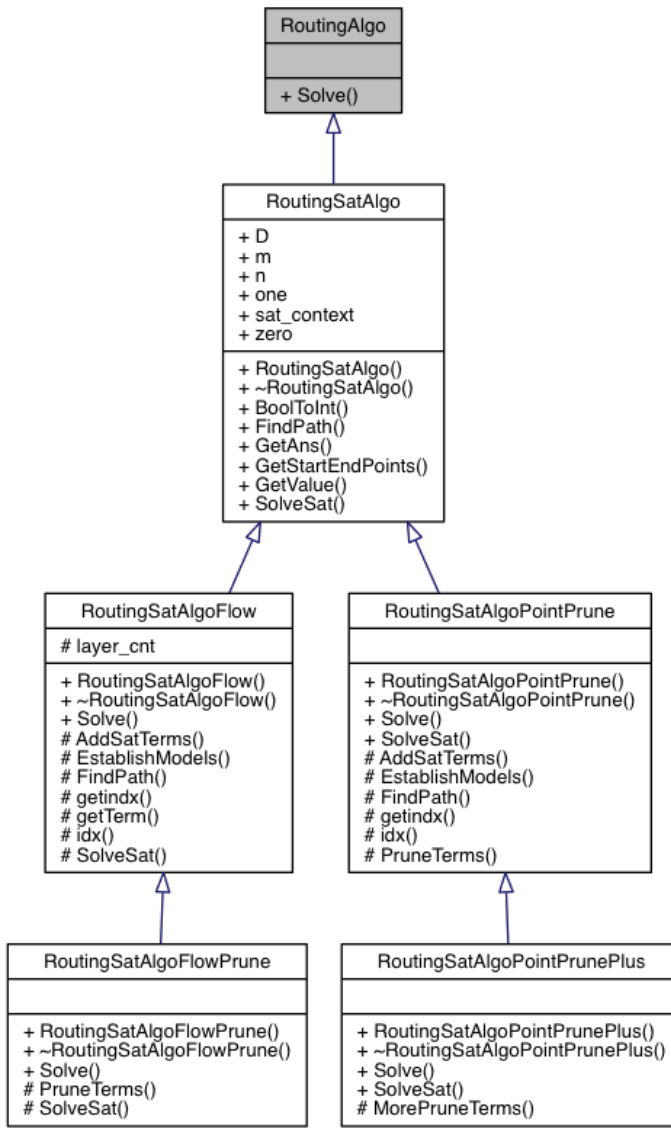 RoutingAlgo
+ Solve()
RoutingSatAlgo
+ D
+ m
+ n
+ one
+ sat_context
+ zero
+ RoutingSatAlgo()
+ ~RoutingSatAlgo()
+ BoolToInt()
+ FindPath()
+ GetAns()
+ GetStartEndPoints()
+ GetValue()
+ SolveSat()
RoutingSatAlgoFlow
# layer_cnt
+ RoutingSatAlgoFlow()
+ ~RoutingSatAlgoFlow()
+ Solve()
# AddSatTerms()
# EstablishModels()
# FindPath()
# getindx()
# getTerm()
# idx()
# SolveSat()
RoutingSatAlgoPointPrune
+ RoutingSatAlgoPointPrune()
+ ~RoutingSatAlgoPointPrune()
+ Solve()
+ SolveSat()
# AddSatTerms()
# EstablishModels()
# FindPath()
# getindx()
# idx()
# PruneTerms()
RoutingSatAlgoFlowPrune
+ RoutingSatAlgoFlowPrune()
+ ~RoutingSatAlgoFlowPrune()
+ Solve()
# PruneTerms()
# SolveSat()
RoutingSatAlgoPointPrunePlus
+ RoutingSatAlgoPointPrunePlus()
+ ~RoutingSatAlgoPointPrunePlus()
+ Solve()
+ SolveSat()
# MorePruneTerms()